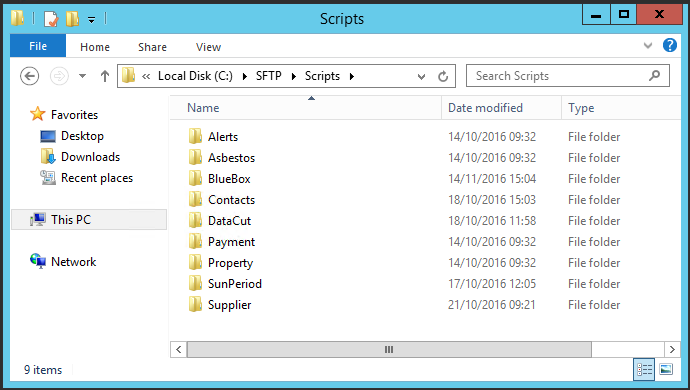 Scripts
File Home Share View
Local Disk (C:) SFTP Scripts Search Scripts
Name Date modified Type
Favorites
Desktop
Downloads
Recent places
This PC
Network
Alerts 14/10/2016 09:32 File folder
Asbestos 14/10/2016 09:32 File folder
BlueBox 14/11/2016 15:04 File folder
Contacts 18/10/2016 15:03 File folder
DataCut 18/10/2016 11:58 File folder
Payment 14/10/2016 09:32 File folder
Property 14/10/2016 09:32 File folder
SunPeriod 17/10/2016 12:05 File folder
Supplier 21/10/2016 09:21 File folder
9 items